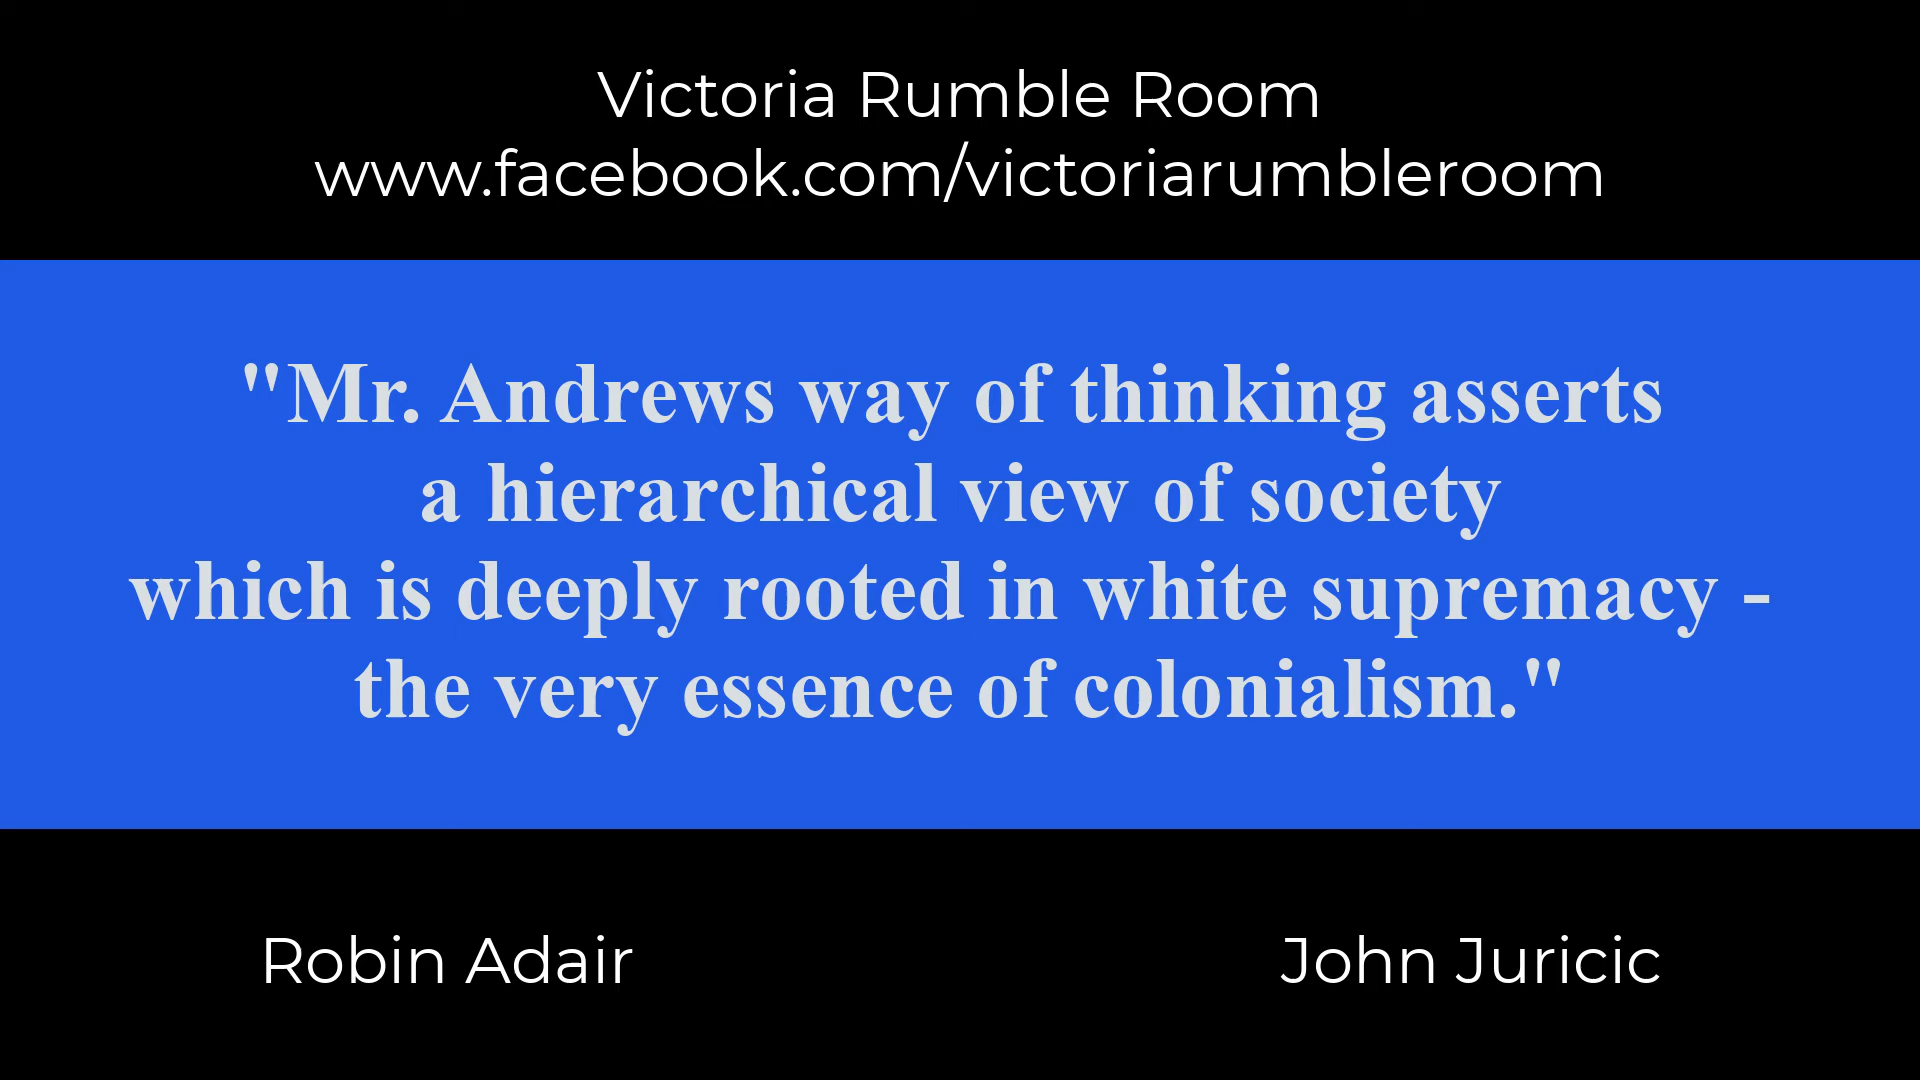 Victoria Rumble Room
www.facebook.com/victoriarumbleroom
"Mr. Andrews way of thinking asserts
a hierarchical view of society
which is deeply rooted in white supremacy -
the very essence of colonialism."
Robin Adair
John Juricic